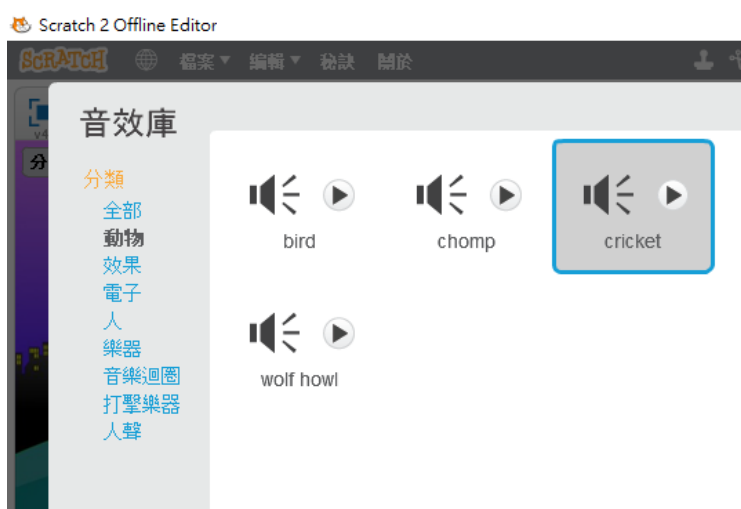 Scratch 2 Offline Editor
SCRATCH 檔案 編輯 秘訣 關於
v4
分
音效庫
分類
全部
動物
效果
電子
人
樂器
音樂迴圈
打擊樂器
人聲
bird chomp cricket
wolf howl